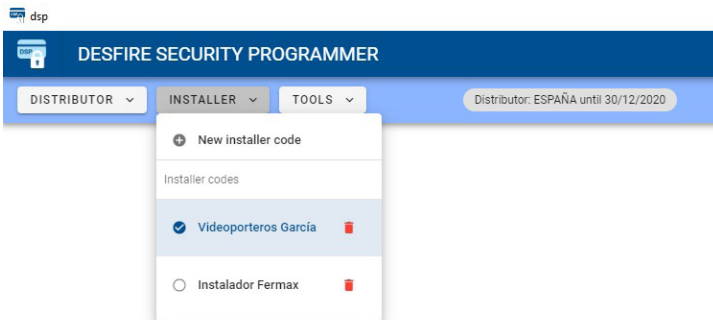 dsp
DSP DESFIRE SECURITY PROGRAMMER
DISTRIBUTOR INSTALLER TOOLS Distributor: ESPAÑA until 30/12/2020
New installer code
Installer codes
Videoporteros García
Instalador Fermax